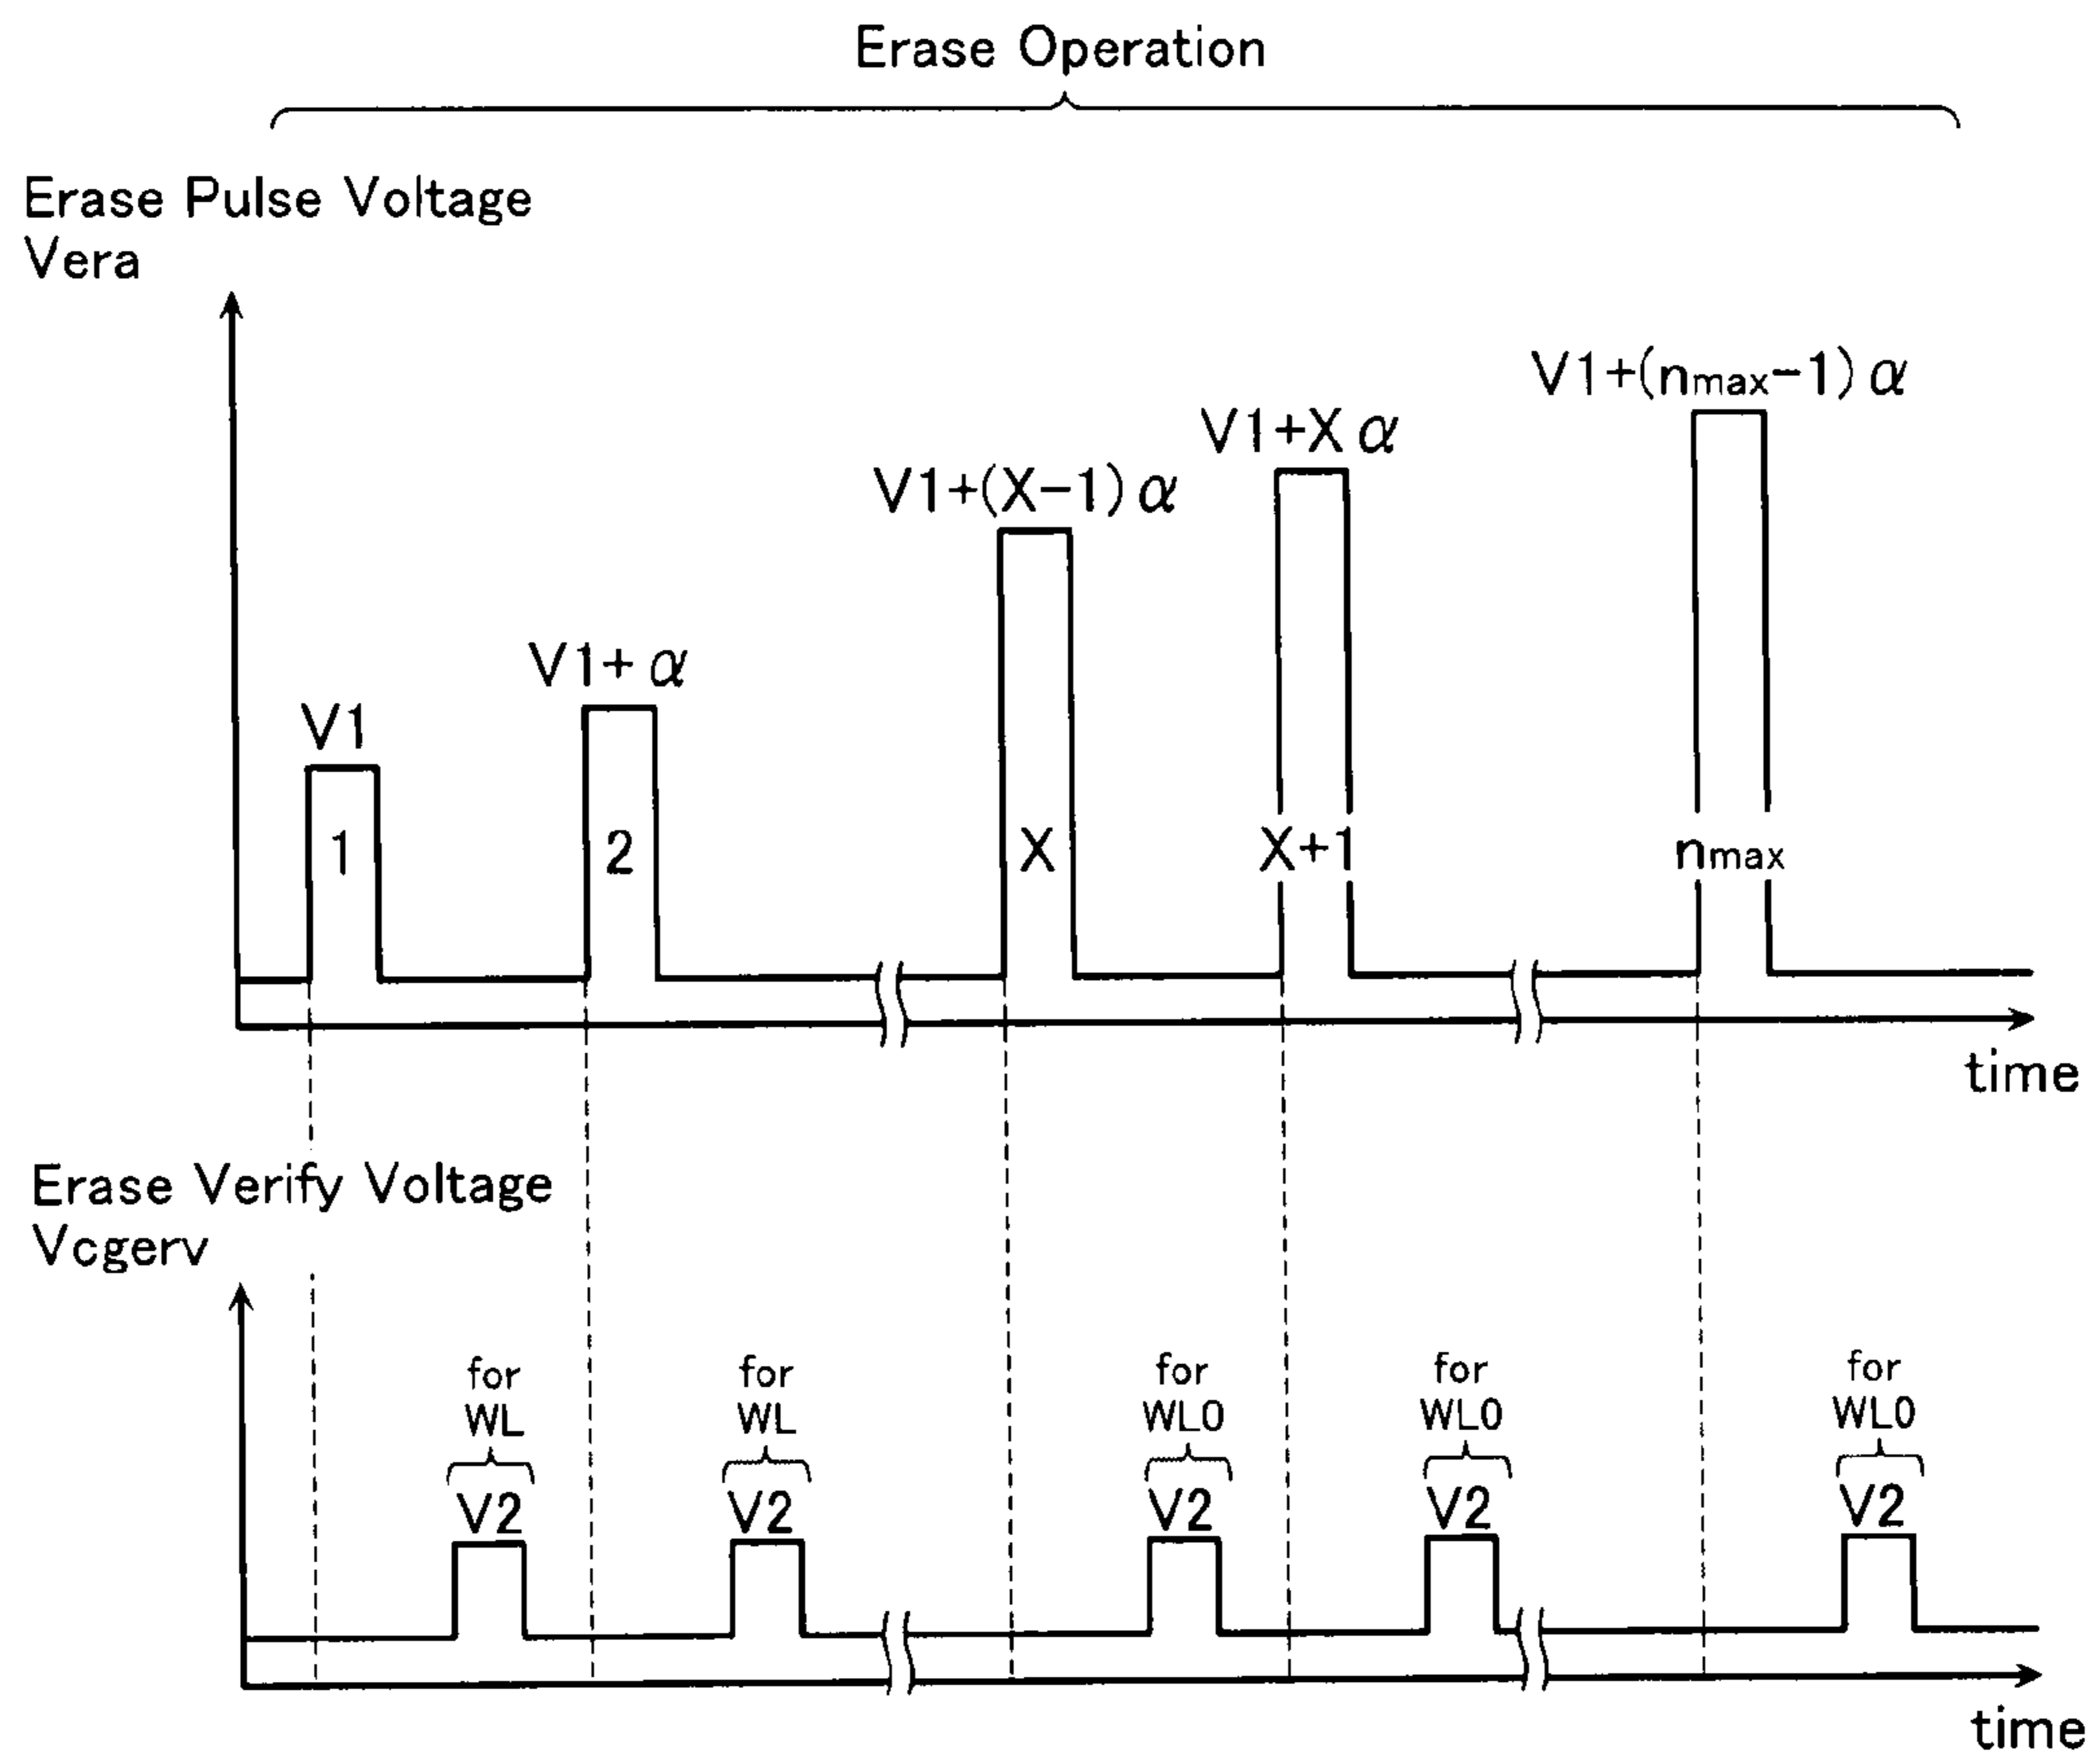 Erase Operation
Erase Pulse Voltage
Vera
V1+(nmax−1)α
V1+Xα
V1+(X−1)α
V1+α
V1
1
2
X
X+1
nmax
time
Erase Verify Voltage
Vcgerv
for
WL
V2
for
WL
V2
for
WL0
V2
for
WL0
V2
for
WL0
V2
time